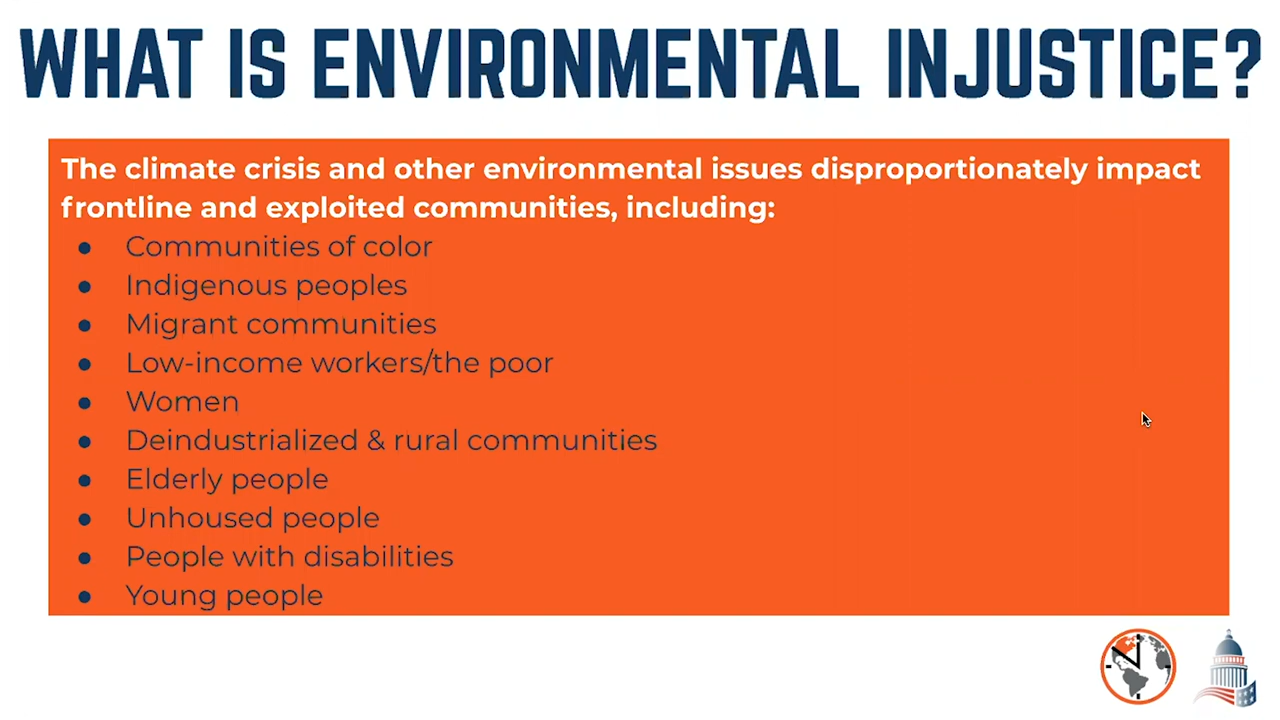 WHAT IS ENVIRONMENTAL INJUSTICE?
The climate crisis and other environmental issues disproportionately impact
frontline and exploited communities, including:
● Communities of color
● Indigenous peoples
● Migrant communities
● Low-income workers/the poor
● Women
● Deindustrialized & rural communities
● Elderly people
● Unhoused people
● People with disabilities
● Young people